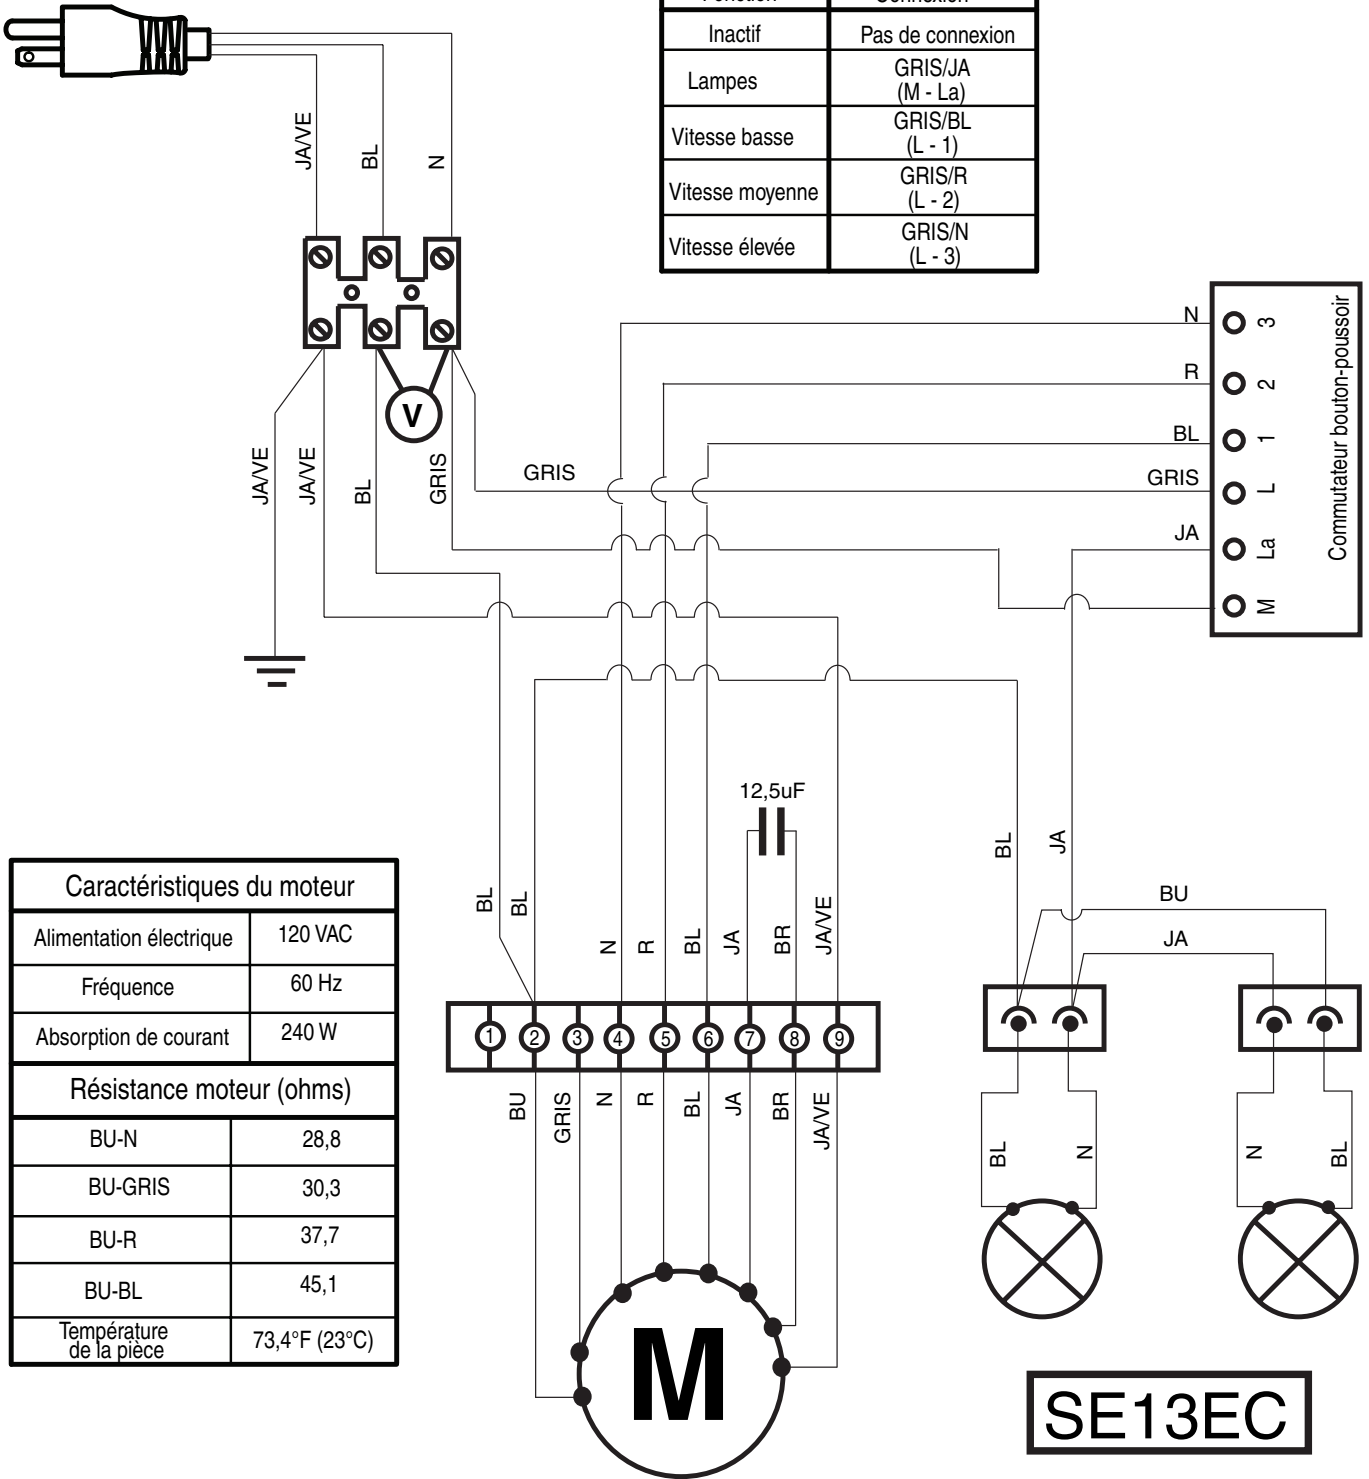 Fonction Connexion
Inactif Pas de connexion
Lampes GRIS/JA
(M - La)
Vitesse basse GRIS/BL
(L - 1)
Vitesse moyenne GRIS/R
(L - 2)
Vitesse élevée GRIS/N
(L - 3)
JA/VE
BL
N
V
JA/VE
JA/VE
BL
GRIS
GRIS
N
R
BL
GRIS
JA
3
2
1
L
La
M
Commutateur bouton-poussoir
12,5uF
BL
BL
N
R
BL
JA
BR
JA/VE
BL
JA
BU
JA
1 2 3 4 5 6 7 8 9
BU
GRIS
N
R
BL
JA
BR
JA/VE
BL
N
N
BL
M
Caractéristiques du moteur
Alimentation électrique 120 VAC
Fréquence 60 Hz
Absorption de courant 240 W
Résistance moteur (ohms)
BU-N 28,8
BU-GRIS 30,3
BU-R 37,7
BU-BL 45,1
Température
de la pièce 73,4°F (23°C)
SE13EC